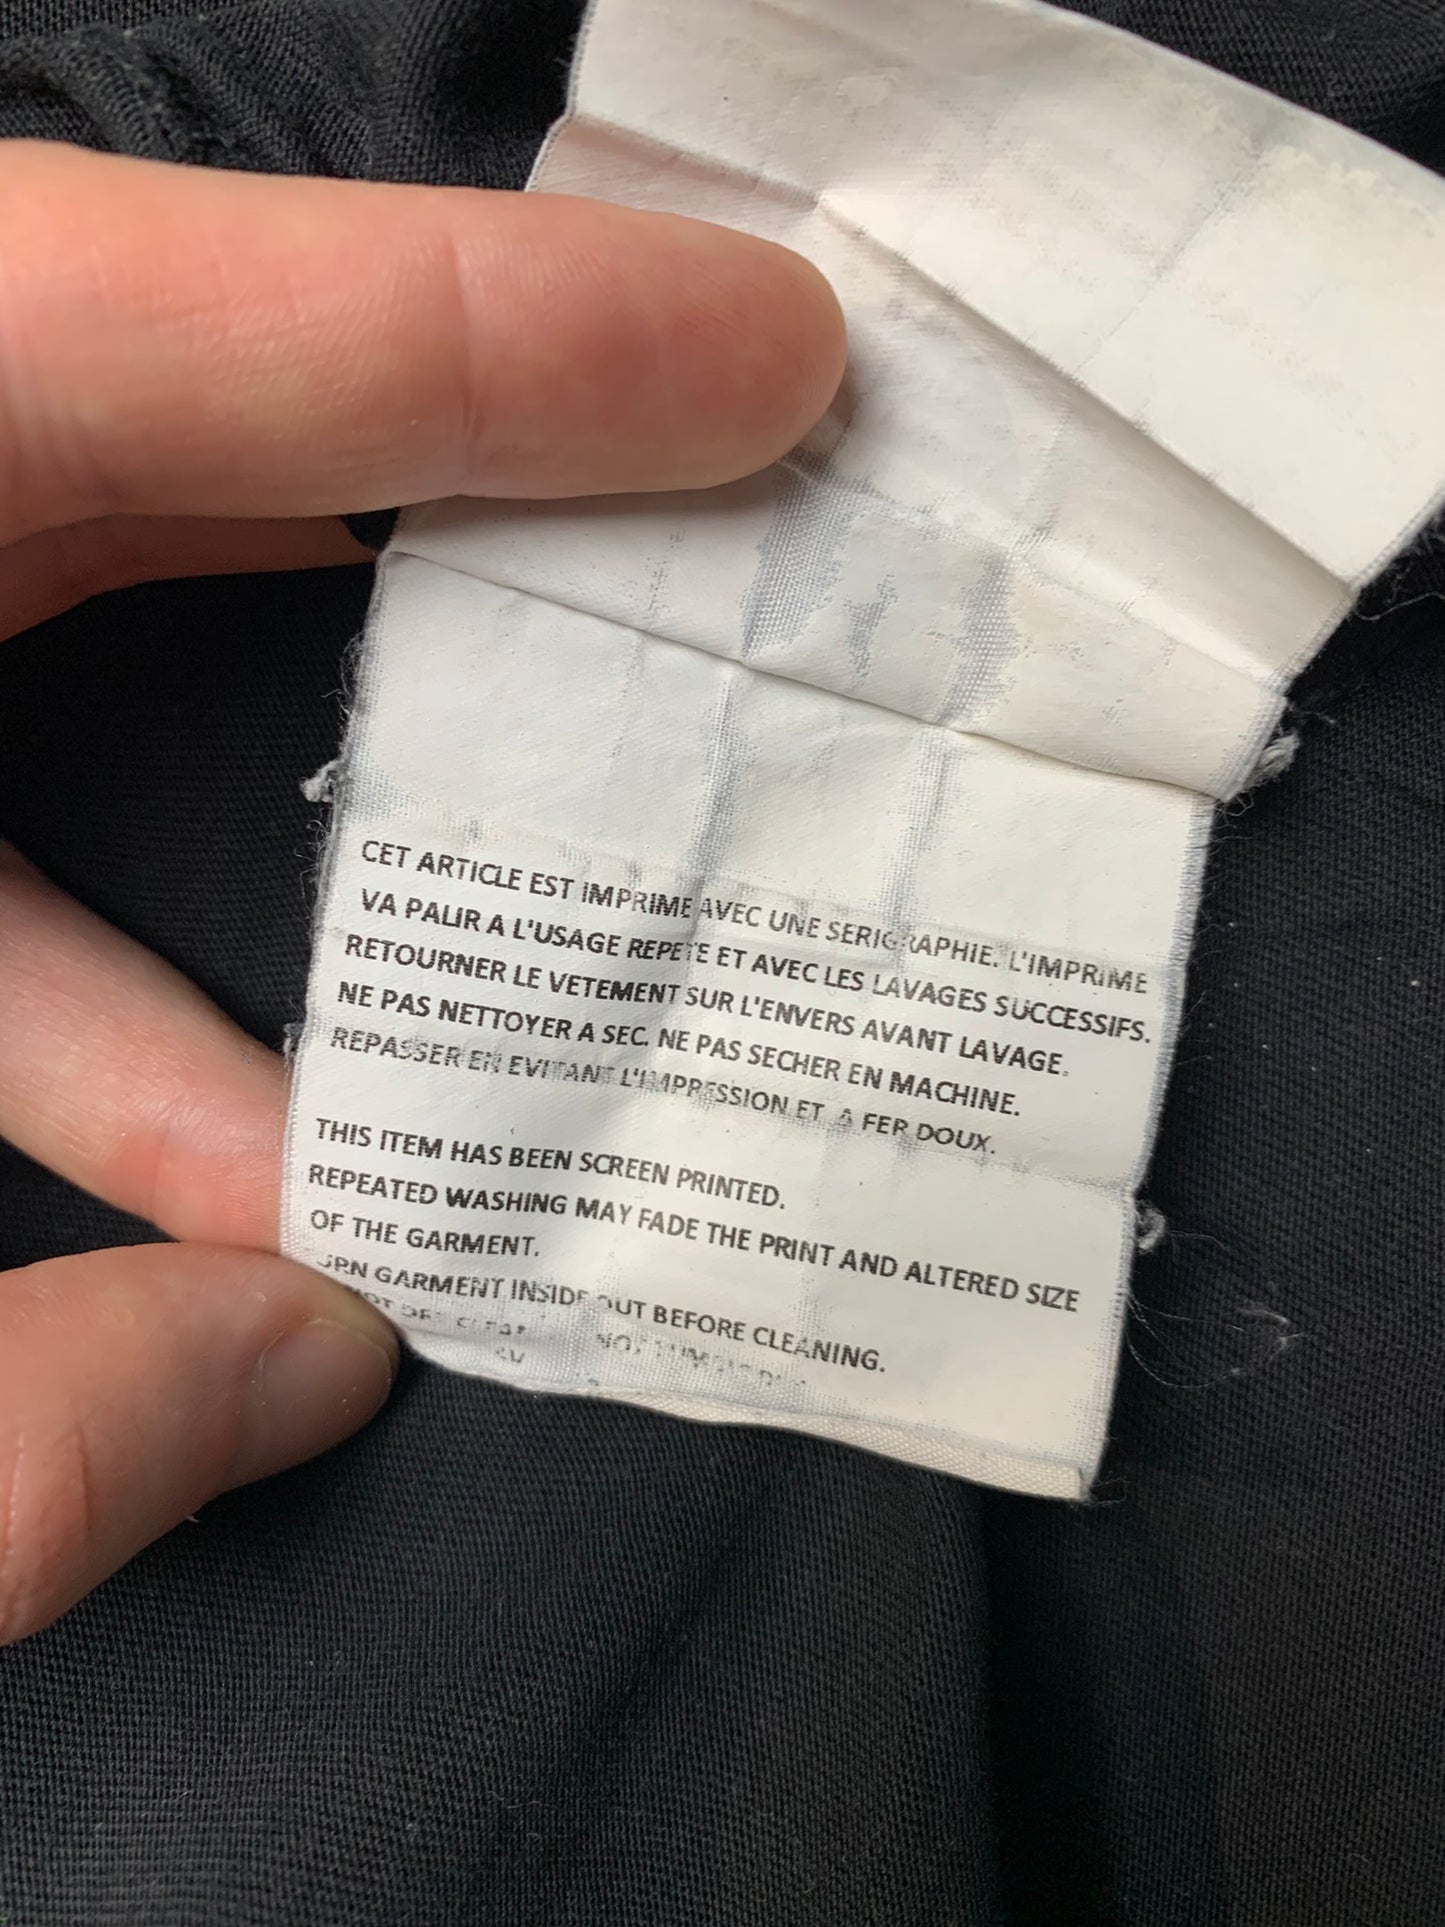 CET ARTICLE EST IMPRIME AVEC UNE SERIGRAPHIE. L'IMPRIME
VA PALIR A L'USAGE REPETE ET AVEC LES LAVAGES SUCCESSIFS.
RETOURNER LE VETEMENT SUR L'ENVERS AVANT LAVAGE.
NE PAS NETTOYER A SEC. NE PAS SECHER EN MACHINE.
REPASSER EN EVITANT L'IMPRESSION ET A FER DOUX.
THIS ITEM HAS BEEN SCREEN PRINTED.
REPEATED WASHING MAY FADE THE PRINT AND ALTERED SIZE
OF THE GARMENT.
GARMENT INSIDE OUT BEFORE CLEANING.
NOT